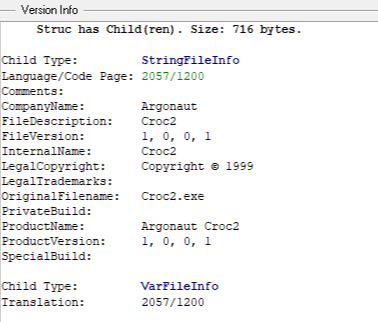 Version Info
Struc has Child(ren). Size: 716 bytes.
Child Type: StringFileInfo
Language/Code Page: 2057/1200
Comments:
CompanyName: Argonaut
FileDescription: Croc2
FileVersion: 1, 0, 0, 1
InternalName: Croc2
LegalCopyright: Copyright © 1999
LegalTrademarks:
OriginalFilename: Croc2.exe
PrivateBuild:
ProductName: Argonaut Croc2
ProductVersion: 1, 0, 0, 1
SpecialBuild:
Child Type: VarFileInfo
Translation: 2057/1200